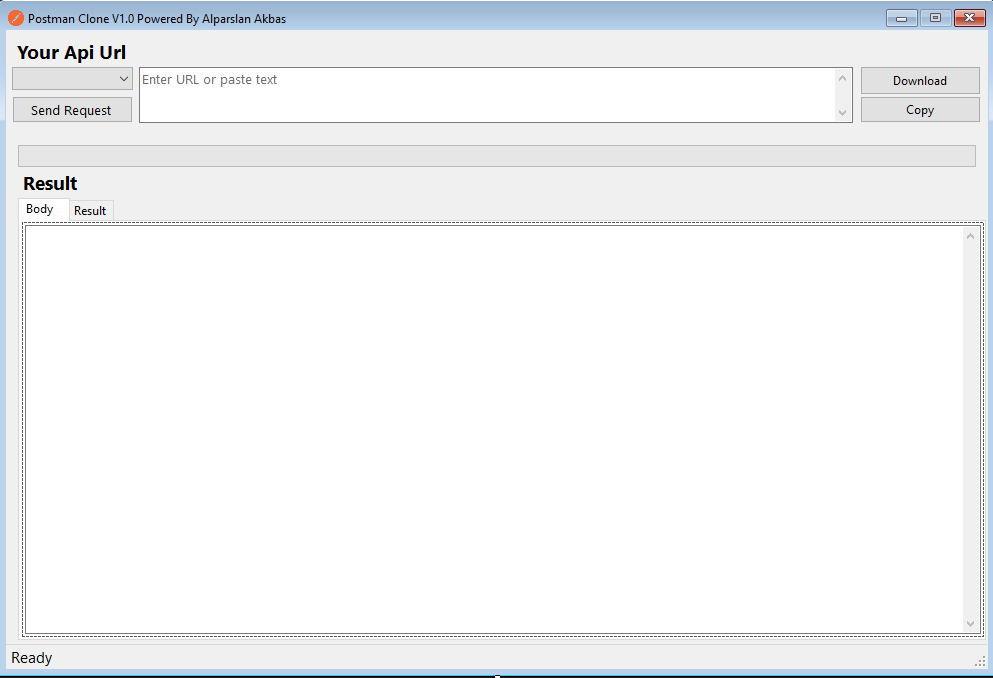 Postman Clone V1.0 Powered By Alparslan Akbas
Your Api Url
Enter URL or paste text
Download
Send Request
Copy
Result
Body
Result
Ready